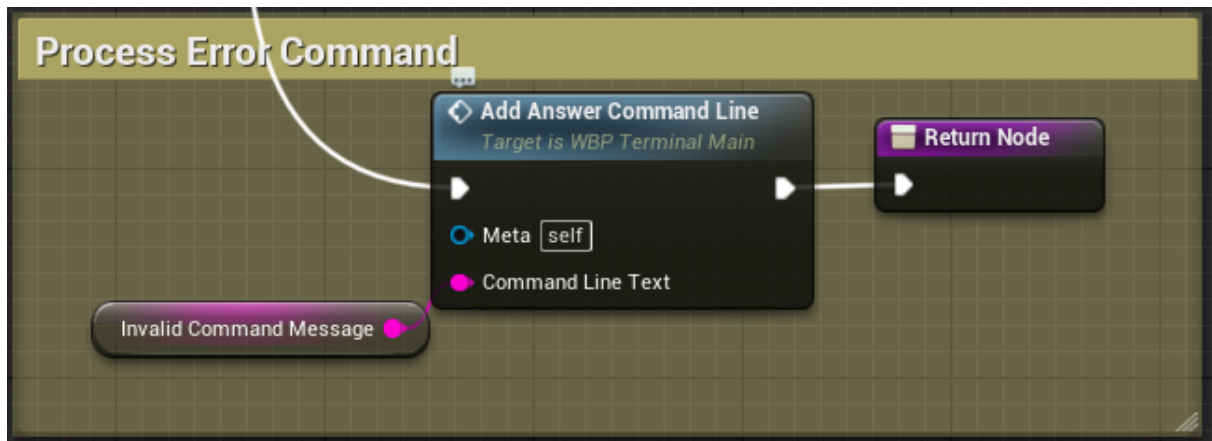 Process Error Command
Add Answer Command Line
Target is WBP Terminal Main
Return Node
Meta self
Command Line Text
Invalid Command Message